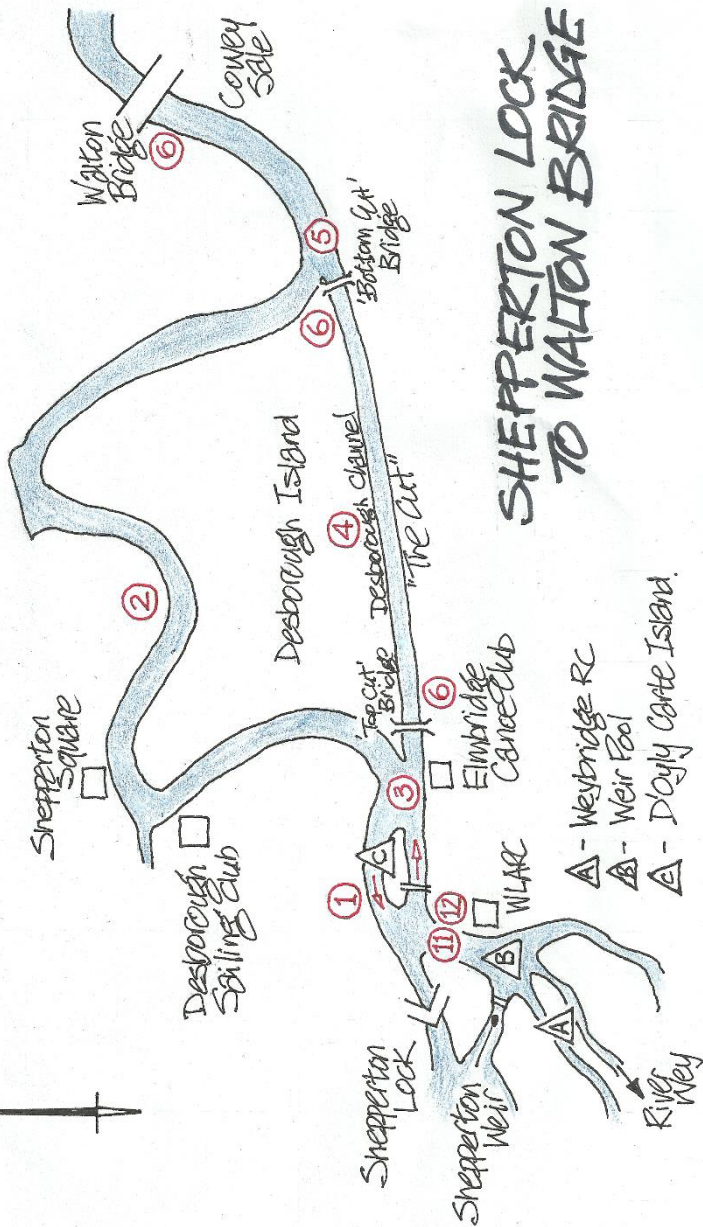 SHEPPERTON LOCK
TO WALTON BRIDGE
Walton
Bridge
6
Cowey
Sale
5
'Bottom Cut'
Bridge
6
Desborough Island
4
Desborough Channel
"The Cut"
2
Shepperton
Square
Desborough
Sailing Club
'Top Cut'
Bridge
6
Elmbridge
Canoe Club
3
1
C
11
12
WLARC
B
A
Shepperton
Lock
Shepperton
Weir
River
Wey
A - Weybridge RC
B - Weir Pool
C - D'Oyly Carte Island.